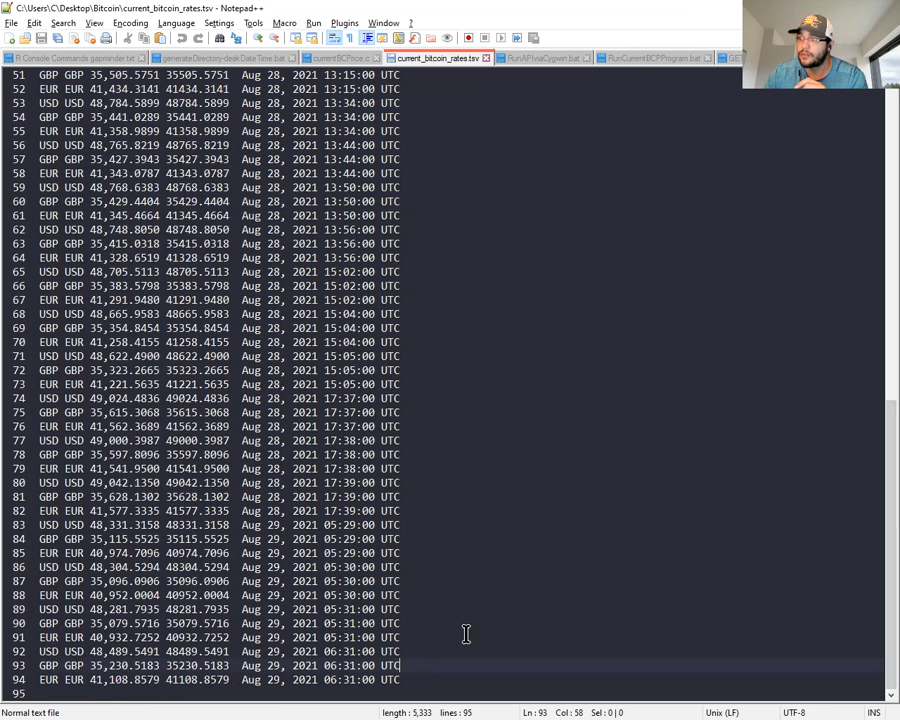 C:\Users\C\Desktop\Bitcoin\current_bitcoin_rates.tsv - Notepad++
File Edit Search View Encoding Language Settings Tools Macro Run Plugins Window ?
R Console Commands gapminder.txt generateDirectory-deskDateTime.bat currentBCPrice.c current_bitcoin_rates.tsv RunAPIviaCygwin.bat RunCurrentBCPProgram.bat GET
51 GBP GBP 35,505.5751 35505.5751 Aug 28, 2021 13:15:00 UTC
52 EUR EUR 41,434.3141 41434.3141 Aug 28, 2021 13:15:00 UTC
53 USD USD 48,784.5899 48784.5899 Aug 28, 2021 13:34:00 UTC
54 GBP GBP 35,441.0289 35441.0289 Aug 28, 2021 13:34:00 UTC
55 EUR EUR 41,358.9899 41358.9899 Aug 28, 2021 13:34:00 UTC
56 USD USD 48,765.8219 48765.8219 Aug 28, 2021 13:44:00 UTC
57 GBP GBP 35,427.3943 35427.3943 Aug 28, 2021 13:44:00 UTC
58 EUR EUR 41,343.0787 41343.0787 Aug 28, 2021 13:44:00 UTC
59 USD USD 48,768.6383 48768.6383 Aug 28, 2021 13:50:00 UTC
60 GBP GBP 35,429.4404 35429.4404 Aug 28, 2021 13:50:00 UTC
61 EUR EUR 41,345.4664 41345.4664 Aug 28, 2021 13:50:00 UTC
62 USD USD 48,748.8050 48748.8050 Aug 28, 2021 13:56:00 UTC
63 GBP GBP 35,415.0318 35415.0318 Aug 28, 2021 13:56:00 UTC
64 EUR EUR 41,328.6519 41328.6519 Aug 28, 2021 13:56:00 UTC
65 USD USD 48,705.5113 48705.5113 Aug 28, 2021 15:02:00 UTC
66 GBP GBP 35,383.5798 35383.5798 Aug 28, 2021 15:02:00 UTC
67 EUR EUR 41,291.9480 41291.9480 Aug 28, 2021 15:02:00 UTC
68 USD USD 48,665.9583 48665.9583 Aug 28, 2021 15:04:00 UTC
69 GBP GBP 35,354.8454 35354.8454 Aug 28, 2021 15:04:00 UTC
70 EUR EUR 41,258.4155 41258.4155 Aug 28, 2021 15:04:00 UTC
71 USD USD 48,622.4900 48622.4900 Aug 28, 2021 15:05:00 UTC
72 GBP GBP 35,323.2665 35323.2665 Aug 28, 2021 15:05:00 UTC
73 EUR EUR 41,221.5635 41221.5635 Aug 28, 2021 15:05:00 UTC
74 USD USD 49,024.4836 49024.4836 Aug 28, 2021 17:37:00 UTC
75 GBP GBP 35,615.3068 35615.3068 Aug 28, 2021 17:37:00 UTC
76 EUR EUR 41,562.3689 41562.3689 Aug 28, 2021 17:37:00 UTC
77 USD USD 49,000.3987 49000.3987 Aug 28, 2021 17:38:00 UTC
78 GBP GBP 35,597.8096 35597.8096 Aug 28, 2021 17:38:00 UTC
79 EUR EUR 41,541.9500 41541.9500 Aug 28, 2021 17:38:00 UTC
80 USD USD 49,042.1350 49042.1350 Aug 28, 2021 17:39:00 UTC
81 GBP GBP 35,628.1302 35628.1302 Aug 28, 2021 17:39:00 UTC
82 EUR EUR 41,577.3335 41577.3335 Aug 28, 2021 17:39:00 UTC
83 USD USD 48,331.3158 48331.3158 Aug 29, 2021 05:29:00 UTC
84 GBP GBP 35,115.5525 35115.5525 Aug 29, 2021 05:29:00 UTC
85 EUR EUR 40,974.7096 40974.7096 Aug 29, 2021 05:29:00 UTC
86 USD USD 48,304.5294 48304.5294 Aug 29, 2021 05:30:00 UTC
87 GBP GBP 35,096.0906 35096.0906 Aug 29, 2021 05:30:00 UTC
88 EUR EUR 40,952.0004 40952.0004 Aug 29, 2021 05:30:00 UTC
89 USD USD 48,281.7935 48281.7935 Aug 29, 2021 05:31:00 UTC
90 GBP GBP 35,079.5716 35079.5716 Aug 29, 2021 05:31:00 UTC
91 EUR EUR 40,932.7252 40932.7252 Aug 29, 2021 05:31:00 UTC
92 USD USD 48,489.5491 48489.5491 Aug 29, 2021 06:31:00 UTC
93 GBP GBP 35,230.5183 35230.5183 Aug 29, 2021 06:31:00 UTC
94 EUR EUR 41,108.8579 41108.8579 Aug 29, 2021 06:31:00 UTC
95
Normal text file length : 5,333 lines : 95 Ln : 93 Col : 58 Sel : 0 | 0 Unix (LF) UTF-8 INS